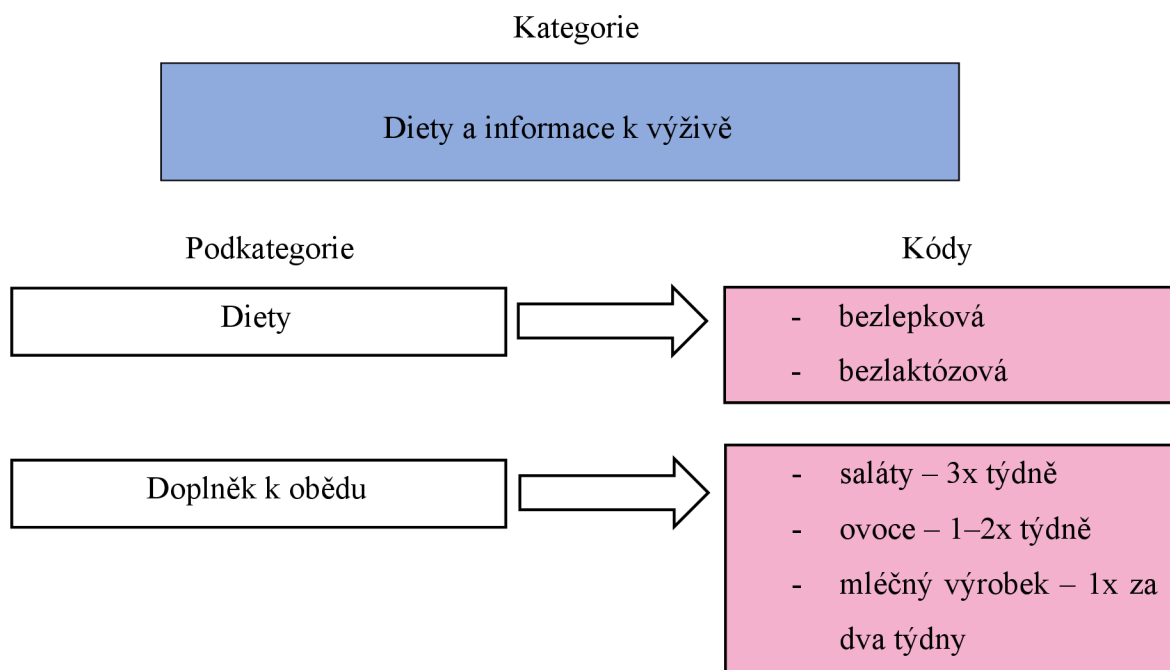 Kategorie
Diety a informace k výživě
Podkategorie
Kódy
Diety
- bezlepková
- bezlaktózová
Doplněk k obědu
- saláty – 3x týdně
- ovoce – 1–2x týdně
- mléčný výrobek – 1x za
dva týdny